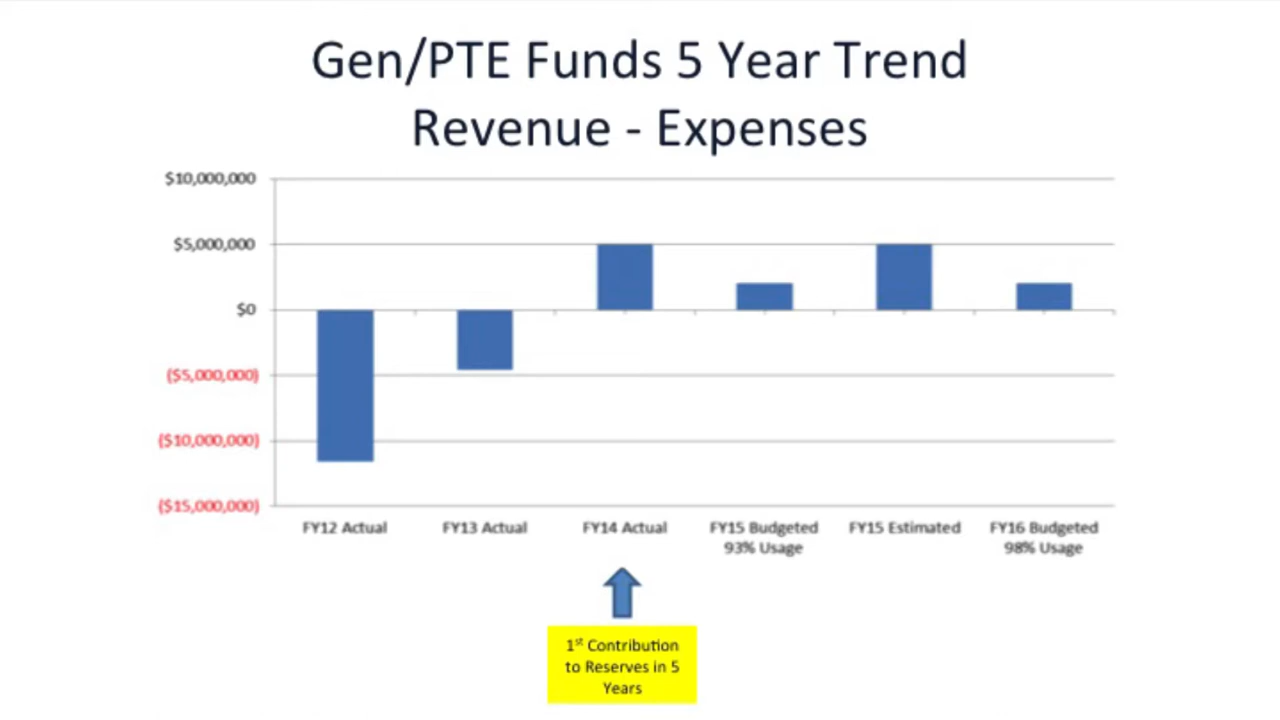 Gen/PTE Funds 5 Year Trend
Revenue - Expenses
$10,000,000
$5,000,000
$0
($5,000,000)
($10,000,000)
($15,000,000)
FY12 Actual
FY13 Actual
FY14 Actual
FY15 Budgeted
93% Usage
FY15 Estimated
FY16 Budgeted
98% Usage
1st Contribution
to Reserves in 5
Years